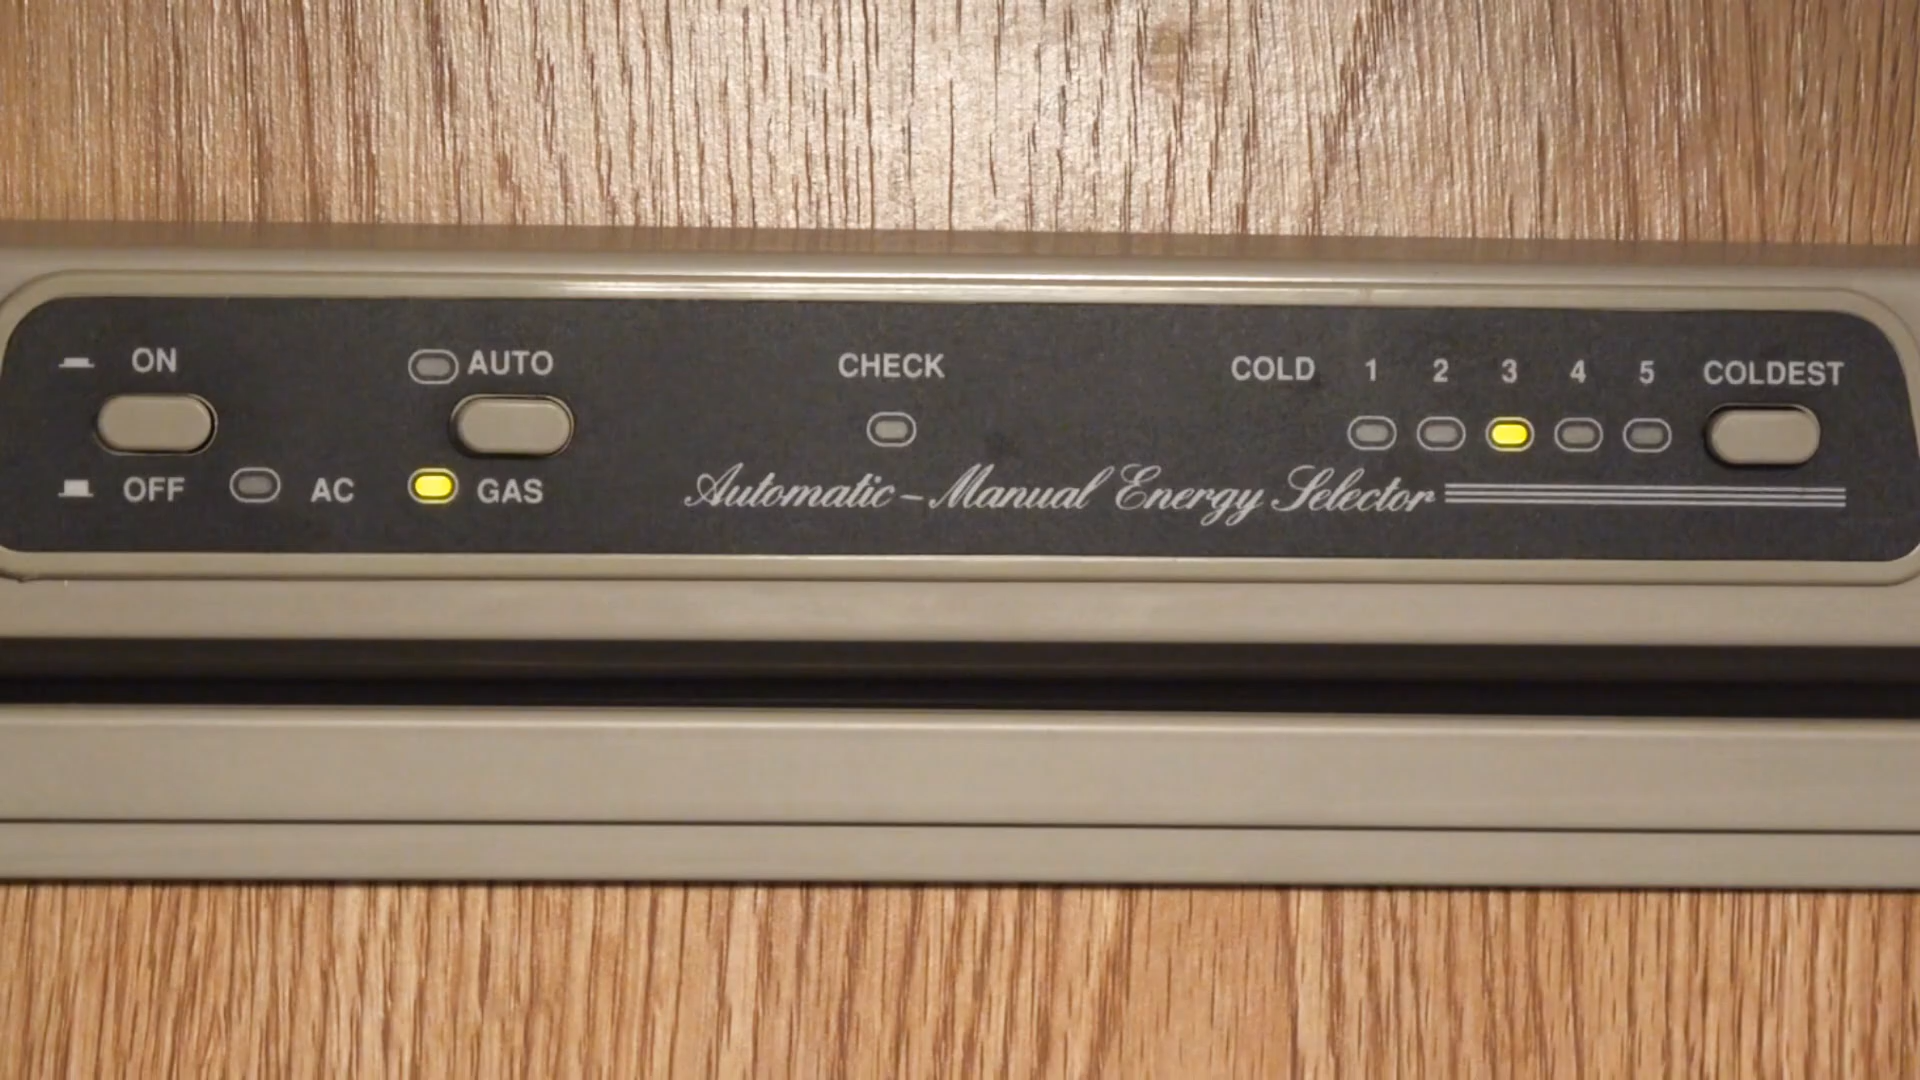 ON AUTO CHECK COLD 1 2 3 4 5 COLDEST
OFF AC GAS Automatic-Manual Energy Selector